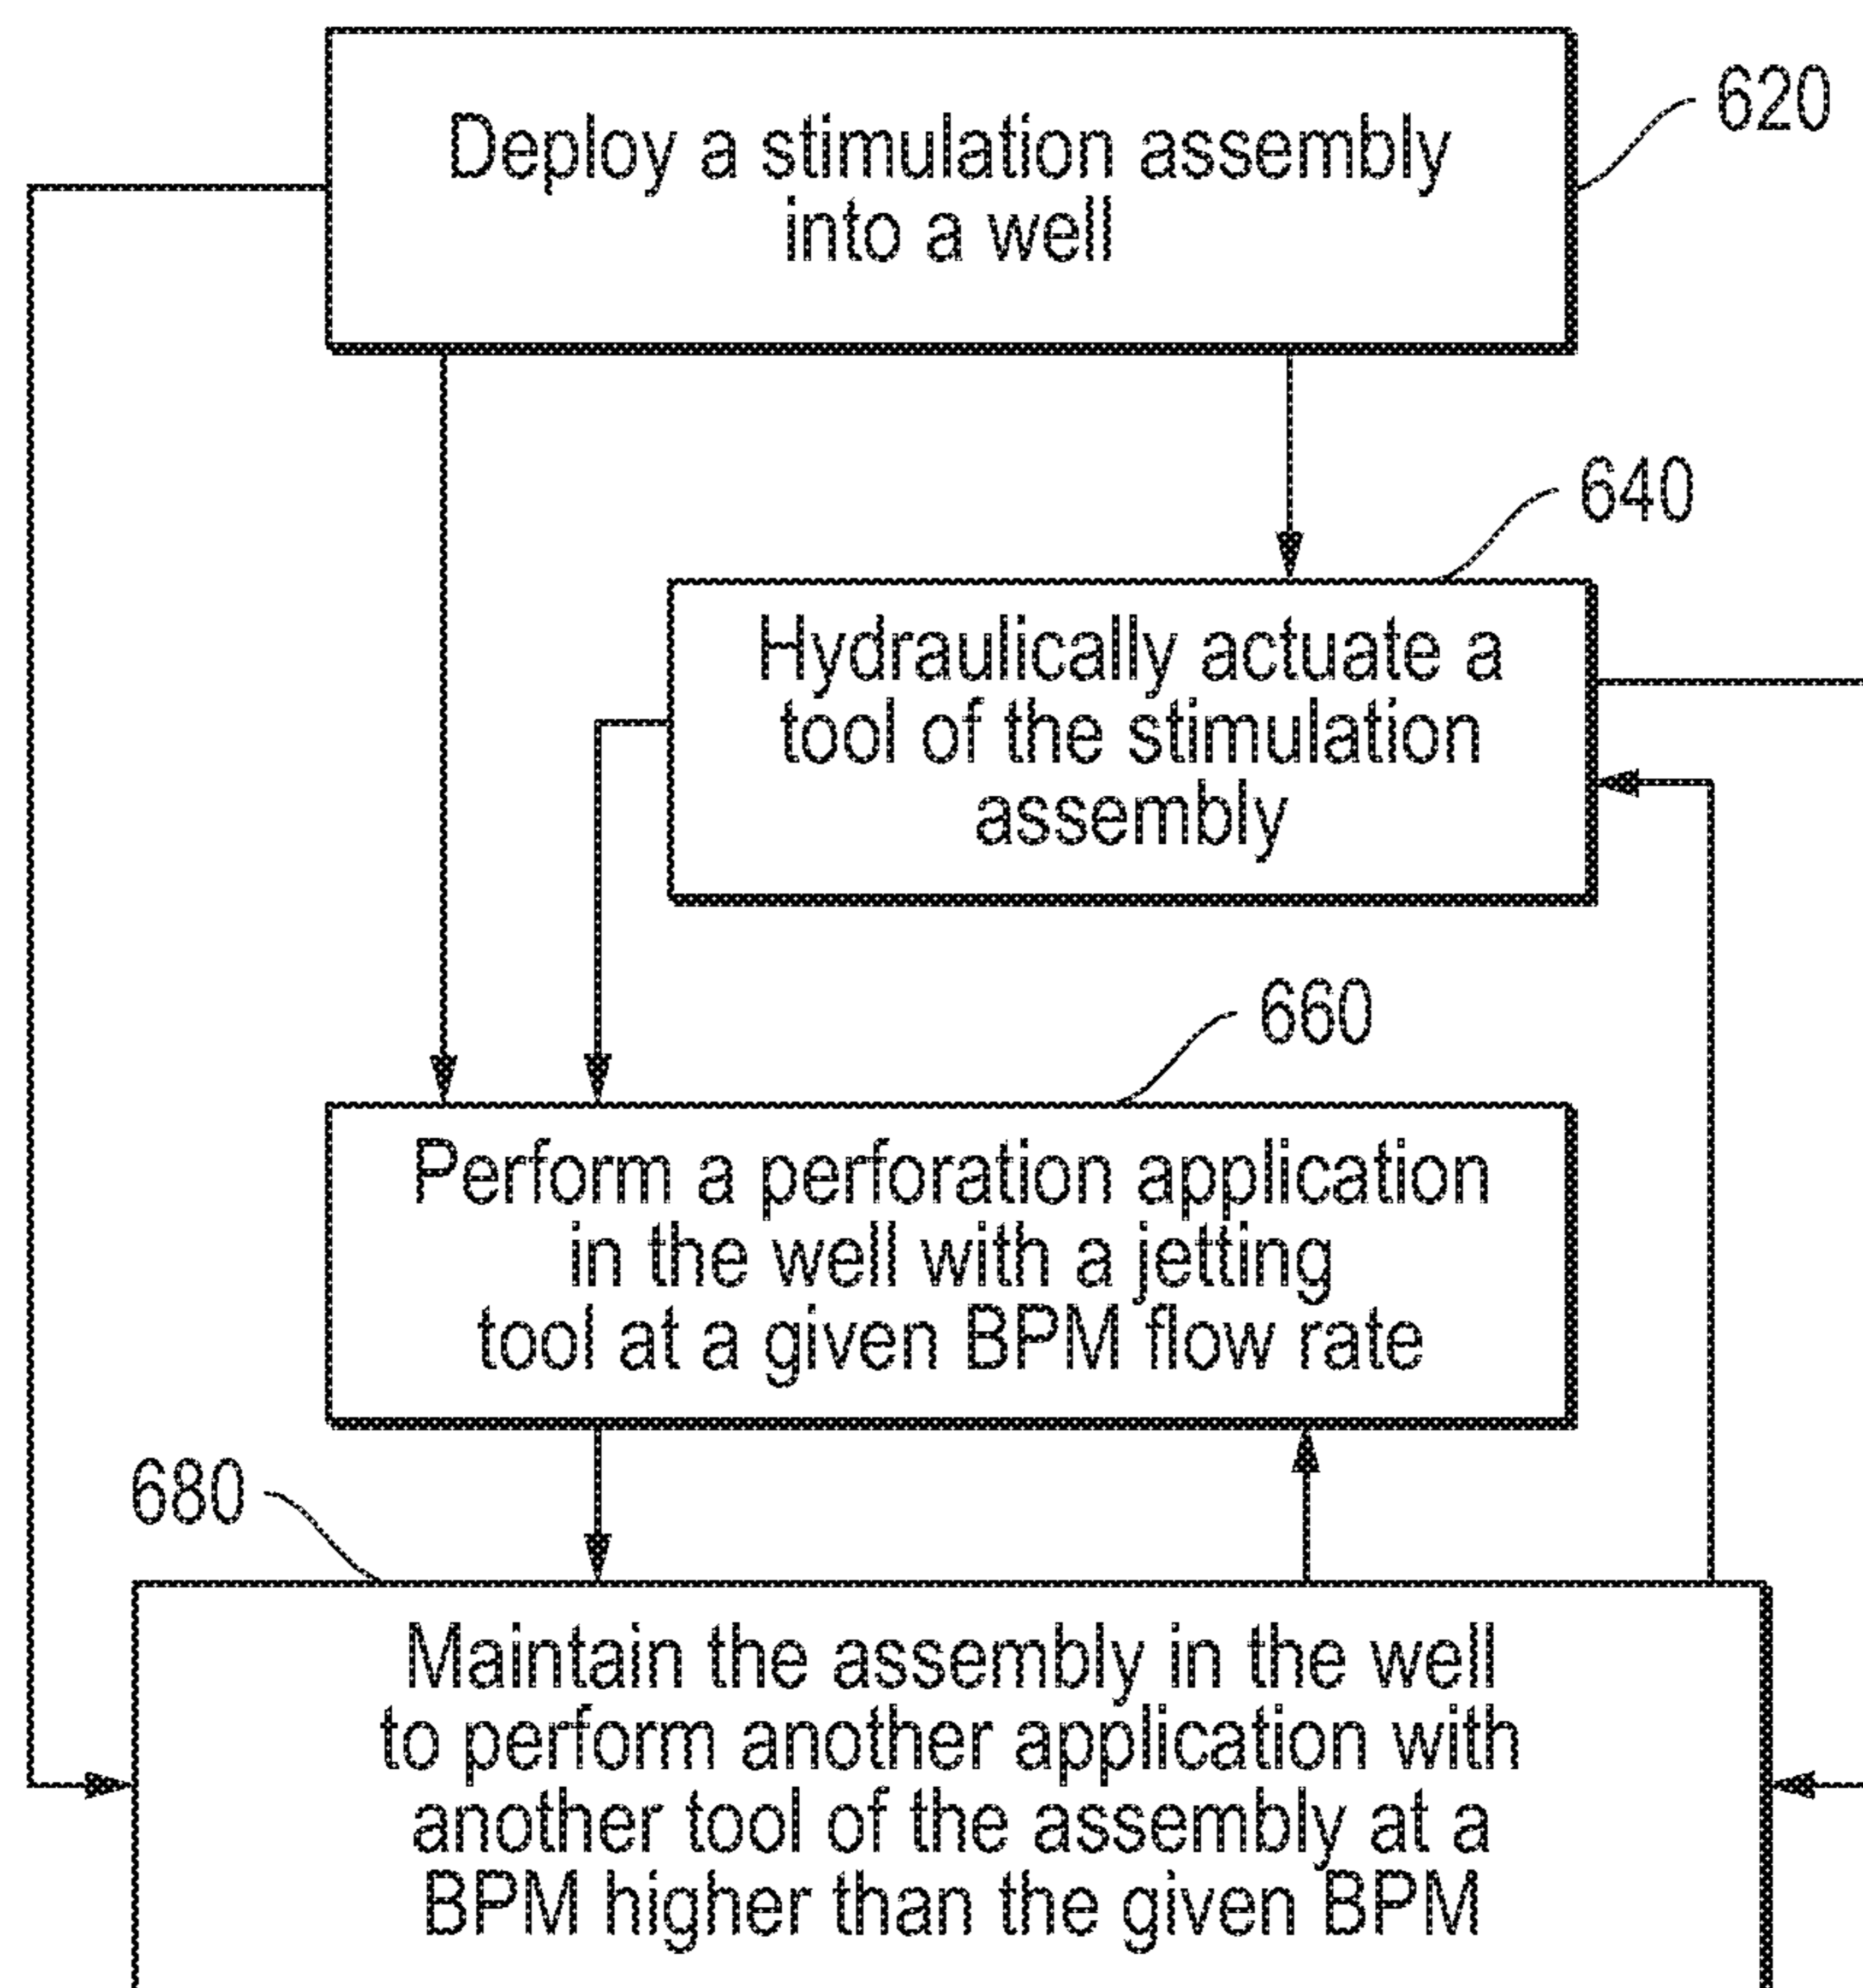 Deploy a stimulation assembly
into a well
620
640
Hydraulically actuate a
tool of the stimulation
assembly
660
Perform a perforation application
in the well with a jetting
tool at a given BPM flow rate
680
Maintain the assembly in the well
to perform another application with
another tool of the assembly at a
BPM higher than the given BPM